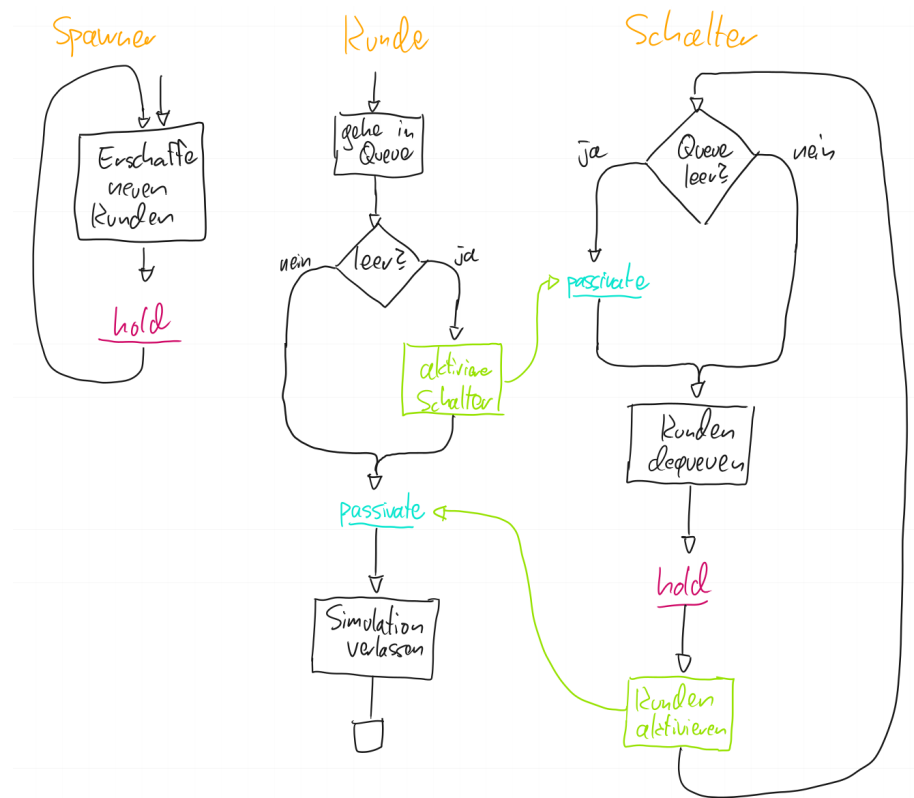 Spawner
Erschaffe
neuen
Kunden
hold
Kunde
gehe in
Queue
leer?
nein
ja
aktiviere
Schalter
passivate
Simulation
verlassen
Schalter
Queue
leer?
ja
nein
passivate
Kunden
dequeuen
hold
Kunden
aktivieren